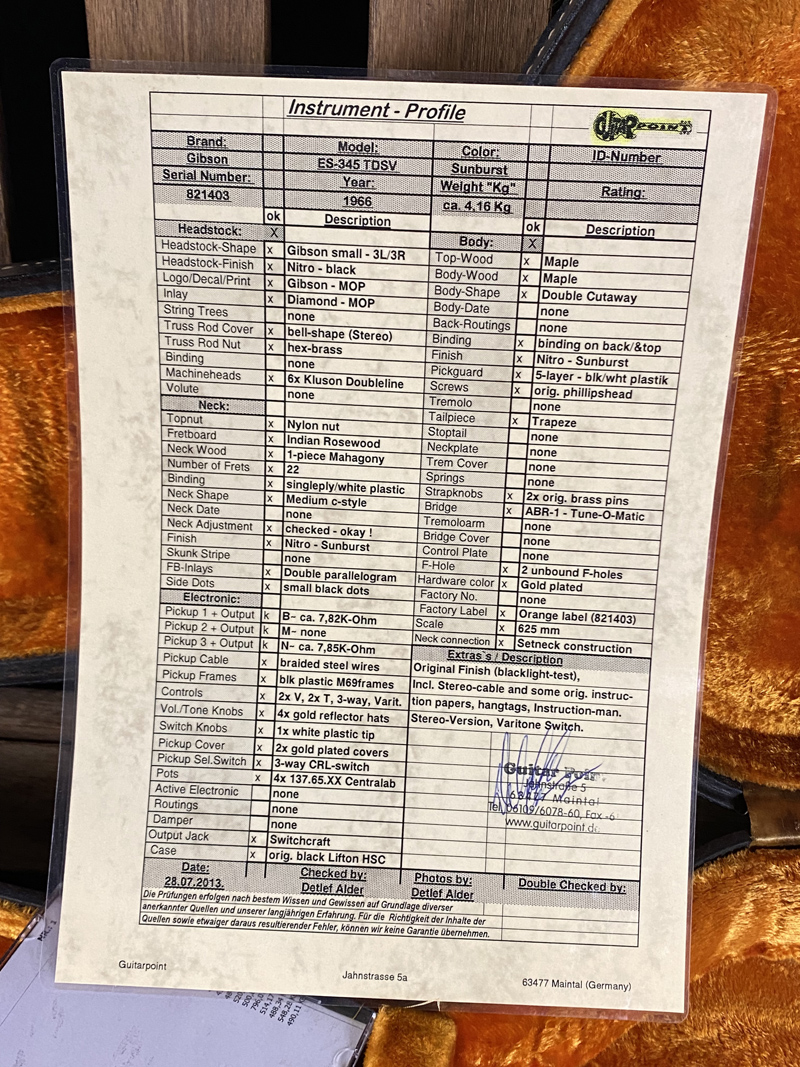 Instrument - Profile
GUITAR POINT
Brand: Model: Color: ID-Number
Gibson ES-345 TDSV Sunburst
Serial Number: Year: Weight "Kg" Rating:
821403 1966 ca. 4,16 Kg
ok Description
Headstock: X
Headstock-Shape x Gibson small - 3L/3R
Headstock-Finish x Nitro - black
Logo/Decal/Print x Gibson - MOP
Inlay x Diamond - MOP
String Trees none
Truss Rod Cover x bell-shape (Stereo)
Truss Rod Nut x hex-brass
Binding none
Machineheads x 6x Kluson Doubleline
Volute none
Neck:
Topnut x Nylon nut
Fretboard x Indian Rosewood
Neck Wood x 1-piece Mahagony
Number of Frets x 22
Binding x singleply/white plastic
Neck Shape x Medium c-style
Neck Date none
Neck Adjustment x checked - okay !
Finish x Nitro - Sunburst
Skunk Stripe none
FB-Inlays x Double parallelogram
Side Dots x small black dots
Electronic:
Pickup 1 + Output k B~ ca. 7,82K-Ohm
Pickup 2 + Output k M~ none
Pickup 3 + Output k N~ ca. 7,85K-Ohm
Pickup Cable x braided steel wires
Pickup Frames x blk plastic M69frames
Controls x 2x V, 2x T, 3-way, Varit.
Vol./Tone Knobs x 4x gold reflector hats
Switch Knobs x 1x white plastic tip
Pickup Cover x 2x gold plated covers
Pickup Sel.Switch x 3-way CRL-switch
Pots x 4x 137.65.XX Centralab
Active Electronic none
Routings none
Damper none
Output Jack x Switchcraft
Case x orig. black Lifton HSC
ok Description
Body: X
Top-Wood x Maple
Body-Wood x Maple
Body-Shape x Double Cutaway
Body-Date none
Back-Routings none
Binding x binding on back/&top
Finish x Nitro - Sunburst
Pickguard x 5-layer - blk/wht plastik
Screws x orig. phillipshead
Tremolo none
Tailpiece x Trapeze
Stoptail none
Neckplate none
Trem Cover none
Springs none
Strapknobs x 2x orig. brass pins
Bridge x ABR-1 - Tune-O-Matic
Tremoloarm none
Bridge Cover none
Control Plate none
F-Hole x 2 unbound F-holes
Hardware color x Gold plated
Factory No. none
Factory Label x Orange label (821403)
Scale x 625 mm
Neck connection x Setneck construction
Extras`s / Description
Original Finish (blacklight-test),
Incl. Stereo-cable and some orig. instruc-
tion papers, hangtags, Instruction-man.
Stereo-Version, Varitone Switch.
Guitar Point
Jahnstraße 5
63477 Maintal
Tel. 06109/6078-60, Fax -6
www.guitarpoint.de
Date: Checked by: Photos by: Double Checked by:
28.07.2013. Detlef Alder Detlef Alder
Die Prüfungen erfolgen nach bestem Wissen und Gewissen auf Grundlage diverser
anerkannter Quellen und unserer langjährigen Erfahrung. Für die Richtigkeit der Inhalte der
Quellen sowie etwaiger daraus resultierender Fehler, können wir keine Garantie übernehmen.
Guitarpoint Jahnstrasse 5a 63477 Maintal (Germany)